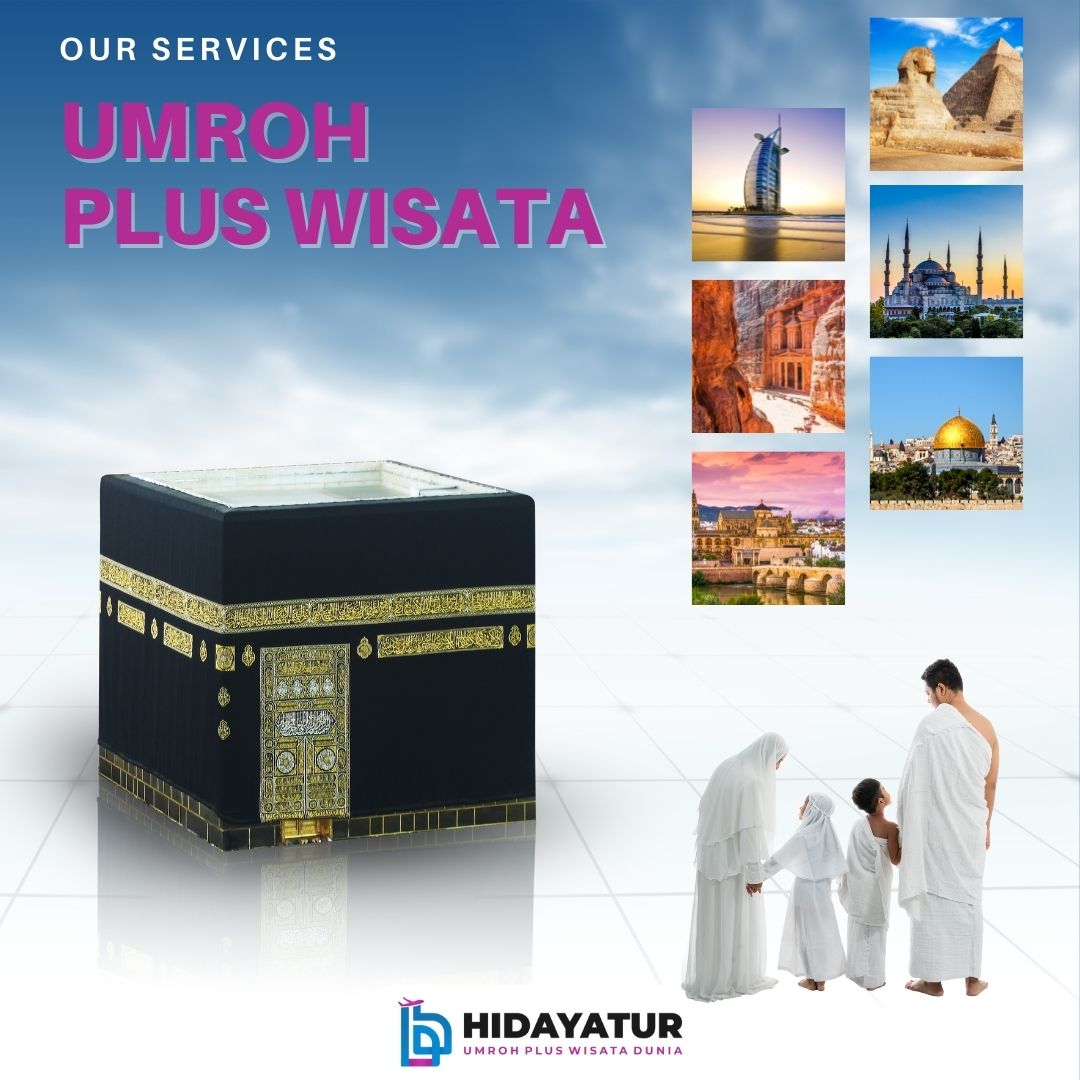 OUR SERVICES
UMROH
PLUS WISATA
HIDAYATUR
UMROH PLUS WISATA DUNIA